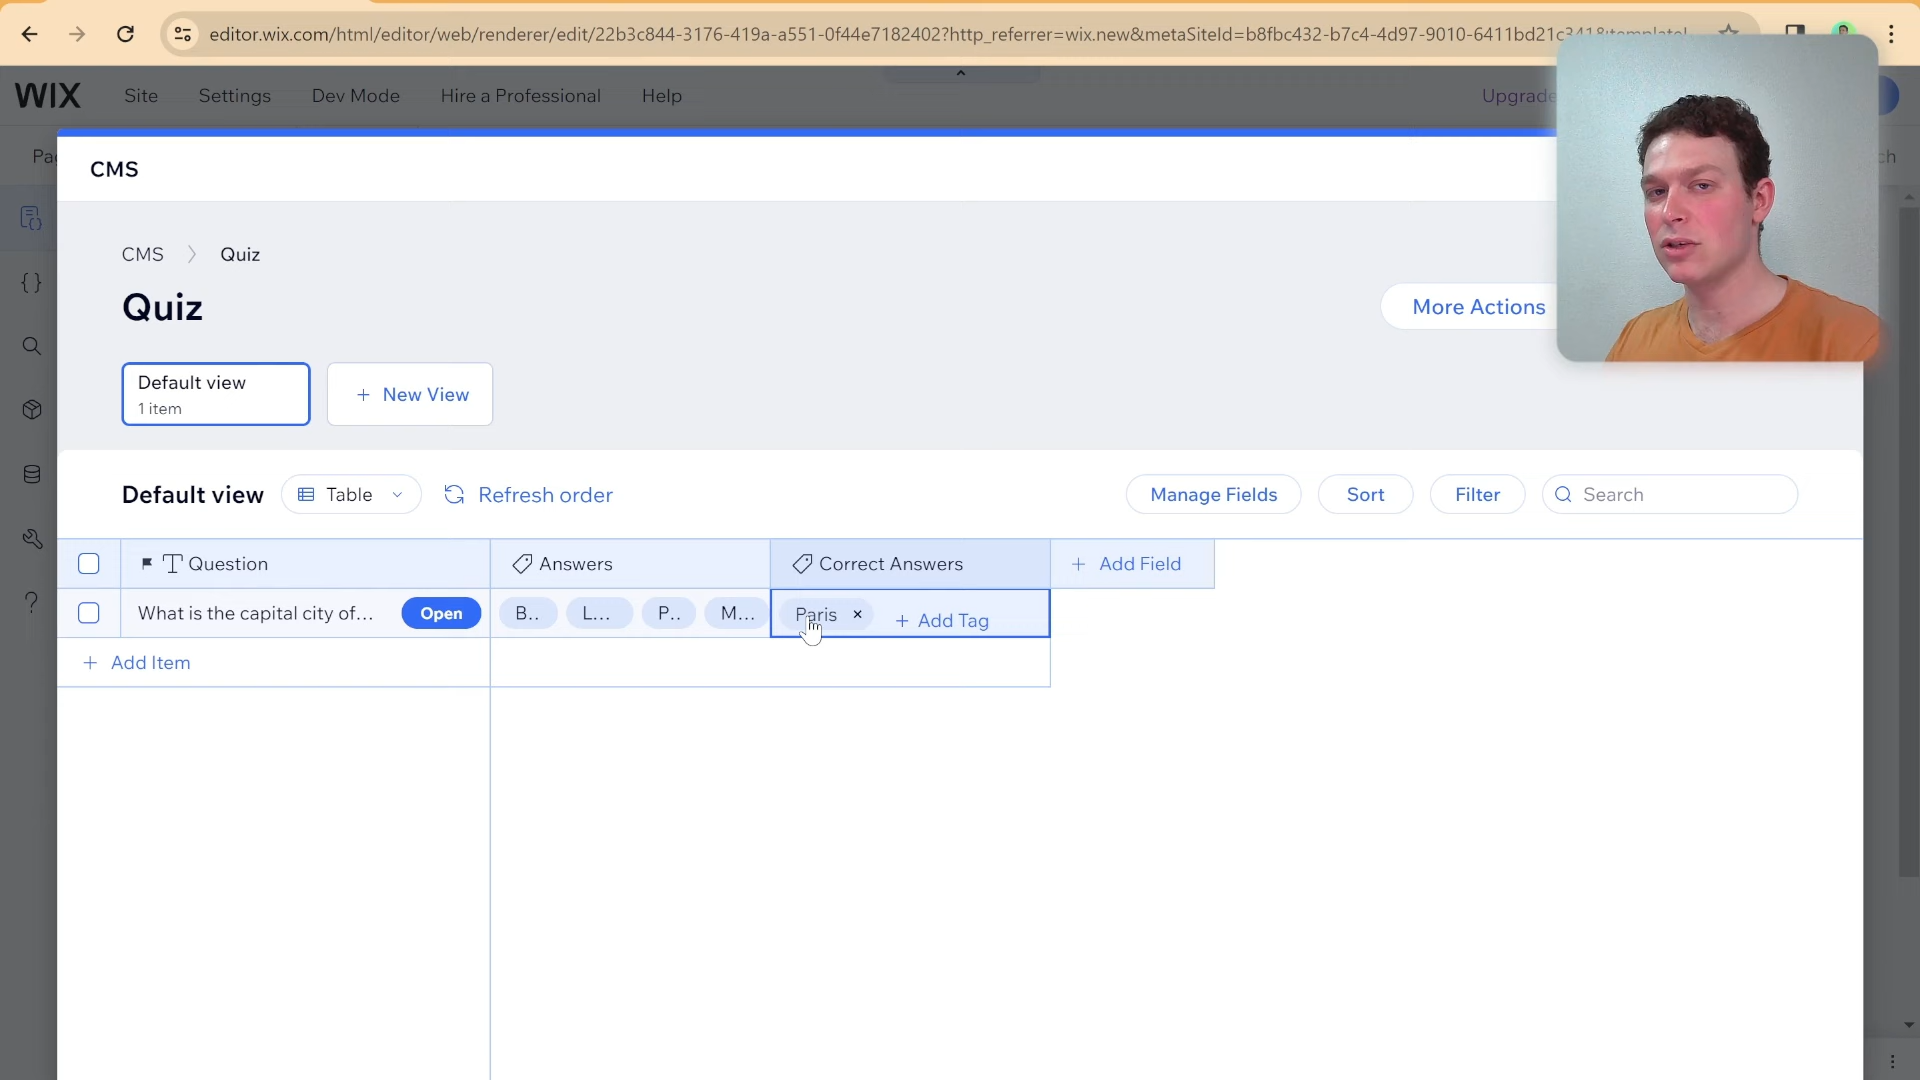 editor.wix.com/html/editor/web/renderer/edit/22b3c844-3176-419a-a551-0f44e7182402?http_referrer=wix.new&metaSiteId=b8fbc432-b7c4-4d97-9010-6411bd21c341&templateI
WIX Site Settings Dev Mode Hire a Professional Help Upgrade
Pa ch
CMS
CMS > Quiz
Quiz
More Actions
Default view
1 item
+ New View
Default view Table Refresh order Manage Fields Sort Filter Search
Question Answers Correct Answers + Add Field
What is the capital city of... Open B.. L... P.. M... Paris × + Add Tag
+ Add Item